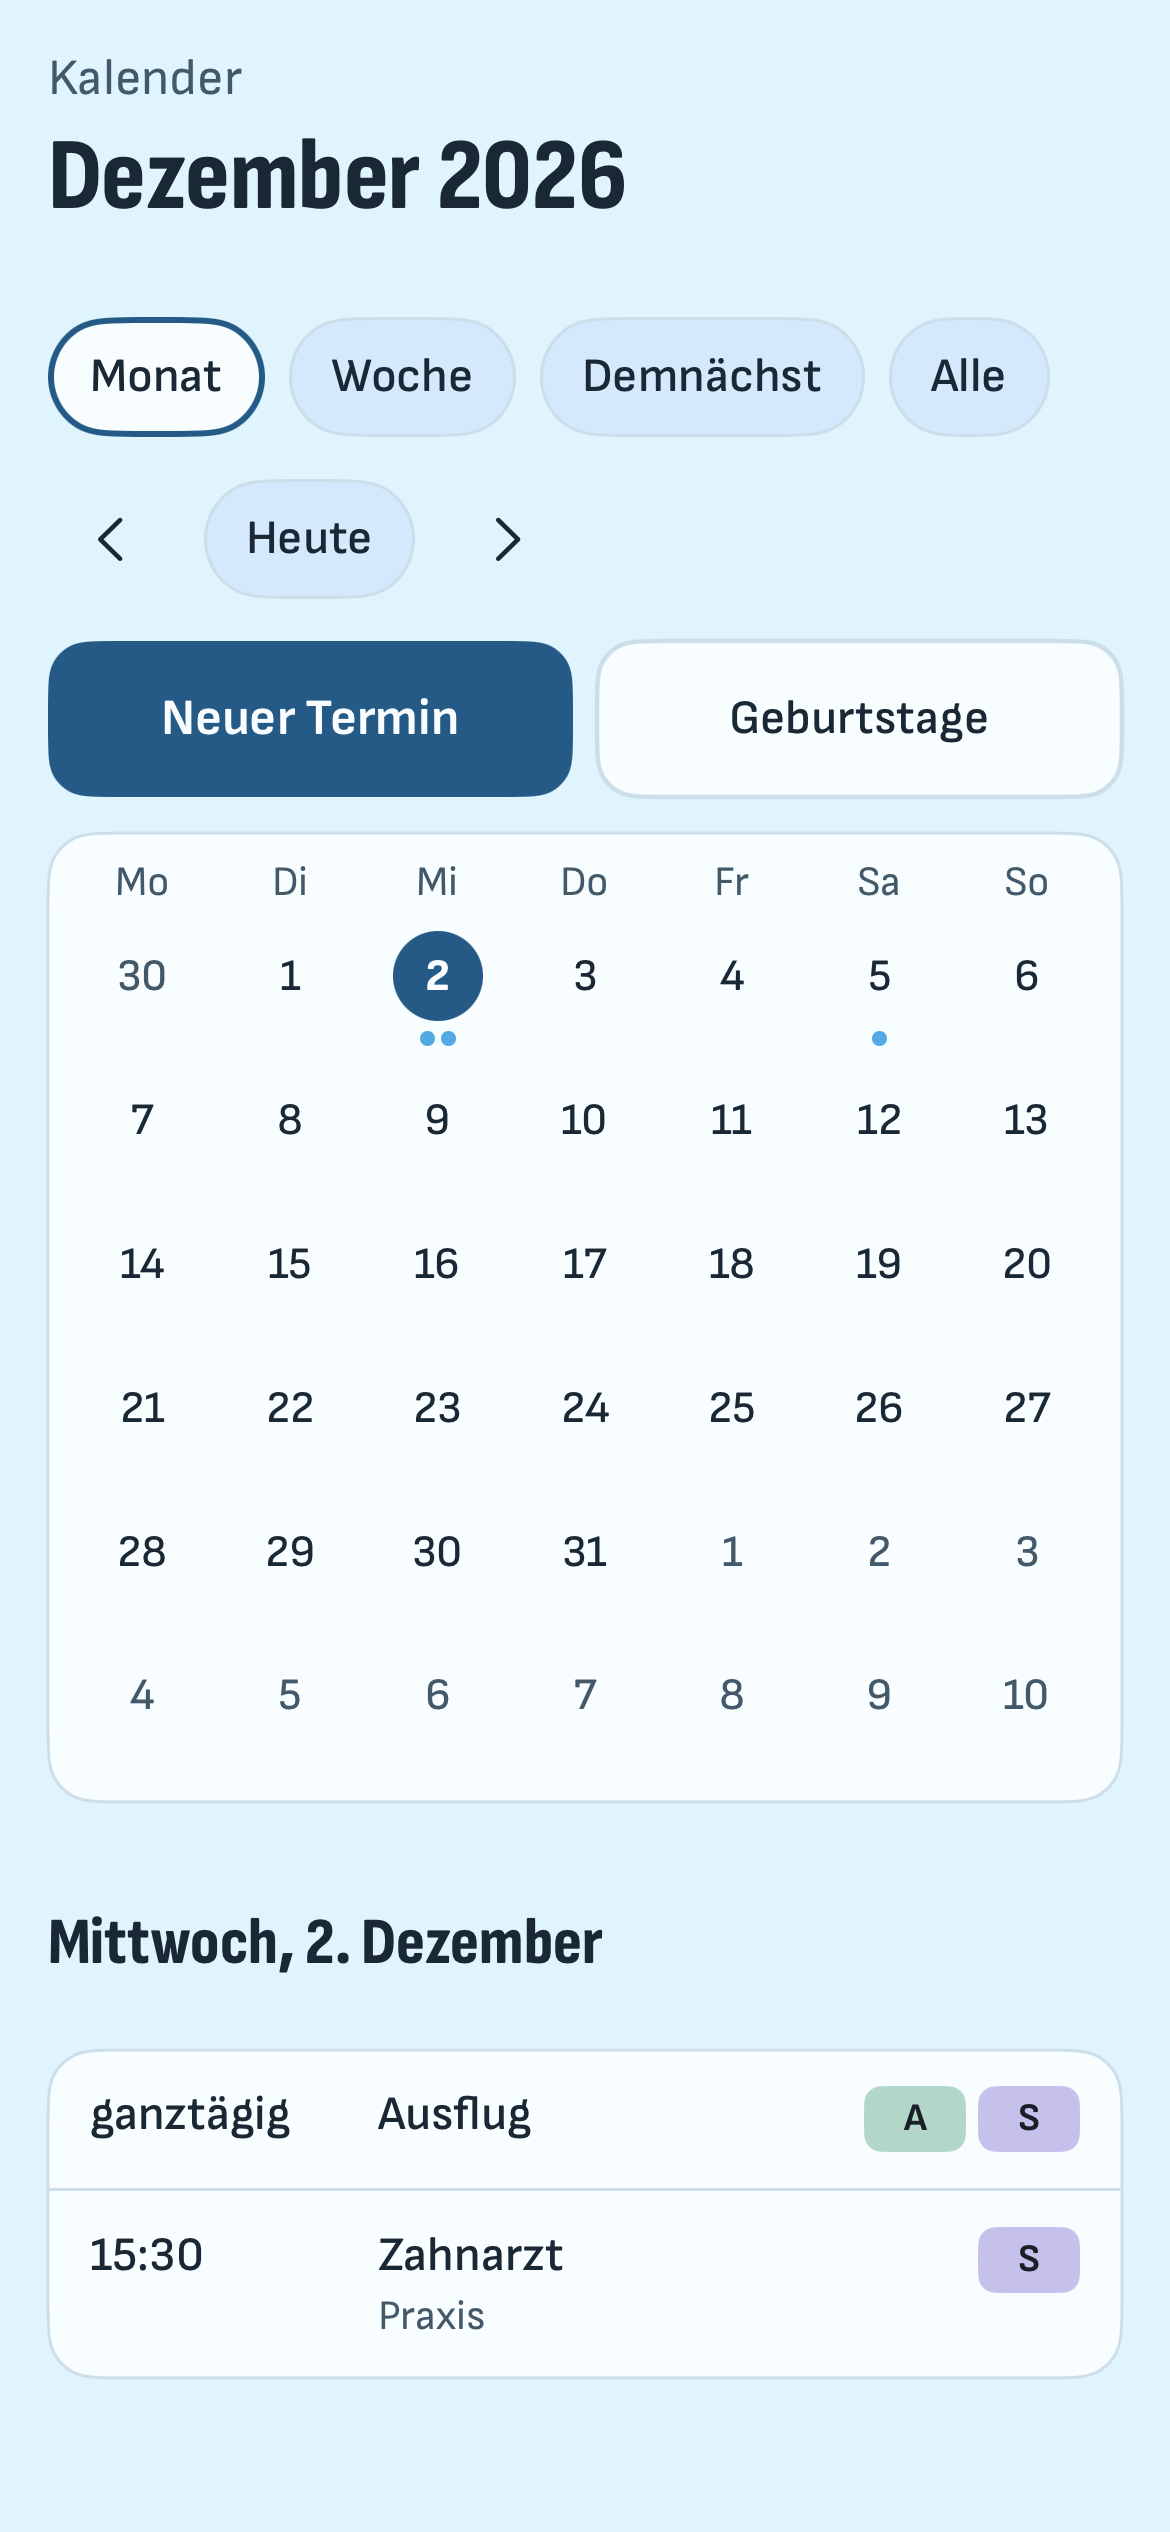 Kalender
Dezember 2026
Monat Woche Demnächst Alle
Heute
Neuer Termin Geburtstage
Mo Di Mi Do Fr Sa So
30 1 2 3 4 5 6
7 8 9 10 11 12 13
14 15 16 17 18 19 20
21 22 23 24 25 26 27
28 29 30 31 1 2 3
4 5 6 7 8 9 10
Mittwoch, 2. Dezember
ganztägig Ausflug A S
15:30 Zahnarzt S
Praxis